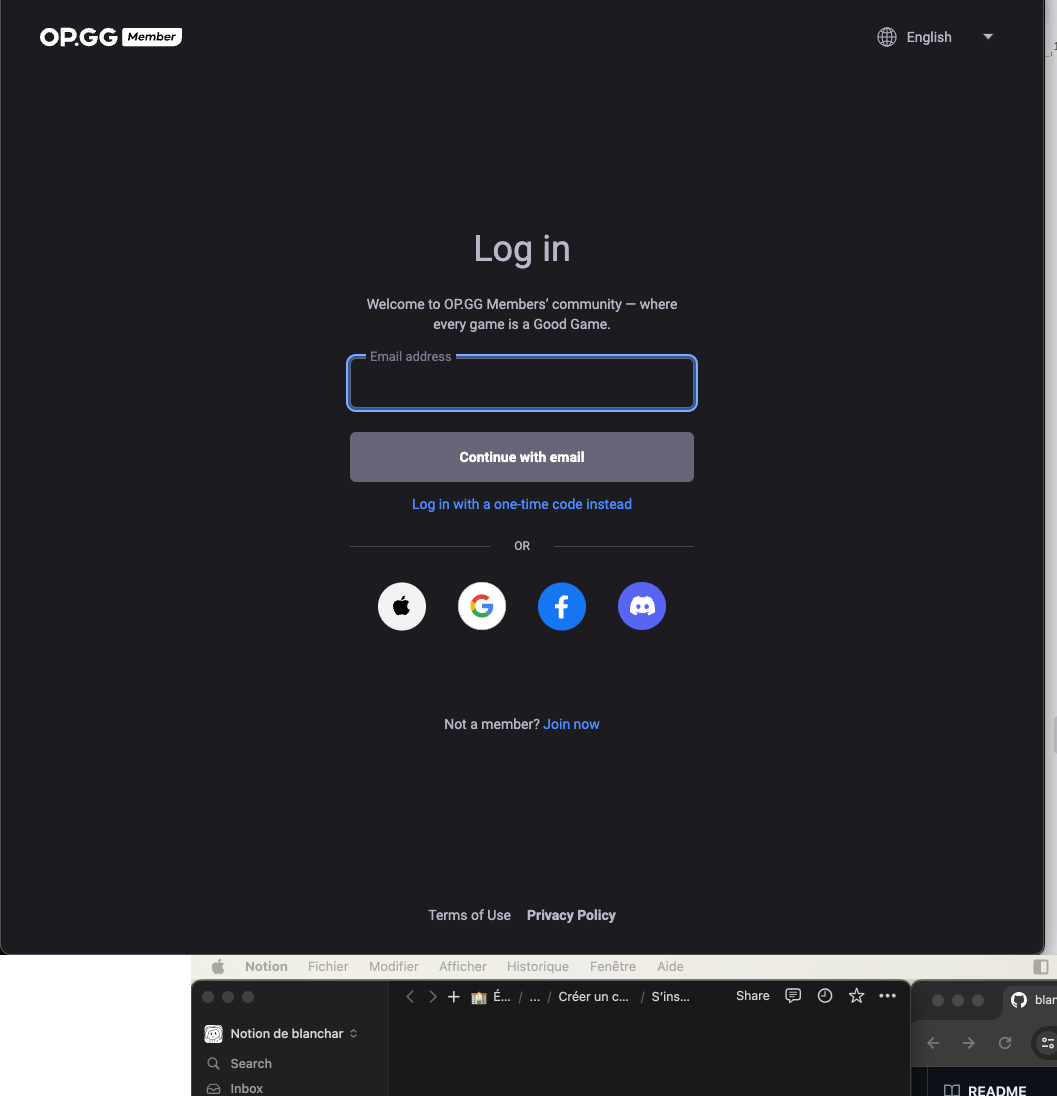 OP.GG Member
English
Log in
Welcome to OP.GG Members’ community — where
every game is a Good Game.
Email address
Continue with email
Log in with a one-time code instead
OR
Not a member? Join now
Terms of Use Privacy Policy
Notion Fichier Modifier Afficher Historique Fenêtre Aide
É... / ... / Créer un c... / S’ins... Share
Notion de blanchar
Search
Inbox
blan
README